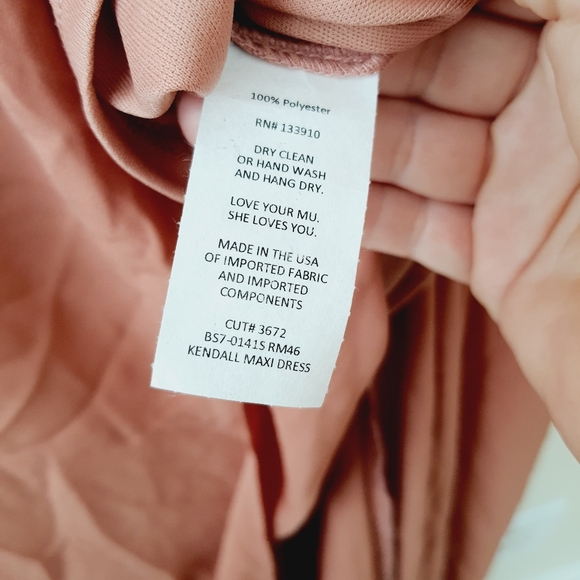 100% Polyester
RN# 133910
DRY CLEAN
OR HAND WASH
AND HANG DRY.
LOVE YOUR MU.
SHE LOVES YOU.
MADE IN THE USA
OF IMPORTED FABRIC
AND IMPORTED
COMPONENTS
CUT# 3672
BS7-0141S RM46
KENDALL MAXI DRESS